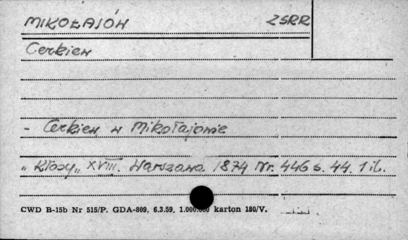 MIKOŁAJÓW ZSRR
Cerkiew
- Cerkiew w Mikołajowie
"Kłosy" XVIII. Warszawa 1874 Nr. 446 s. 44. 1 il.
CWD B-15b Nr 515/P. GDA-809, 6.3.59, 1.000.000 karton 180/V.